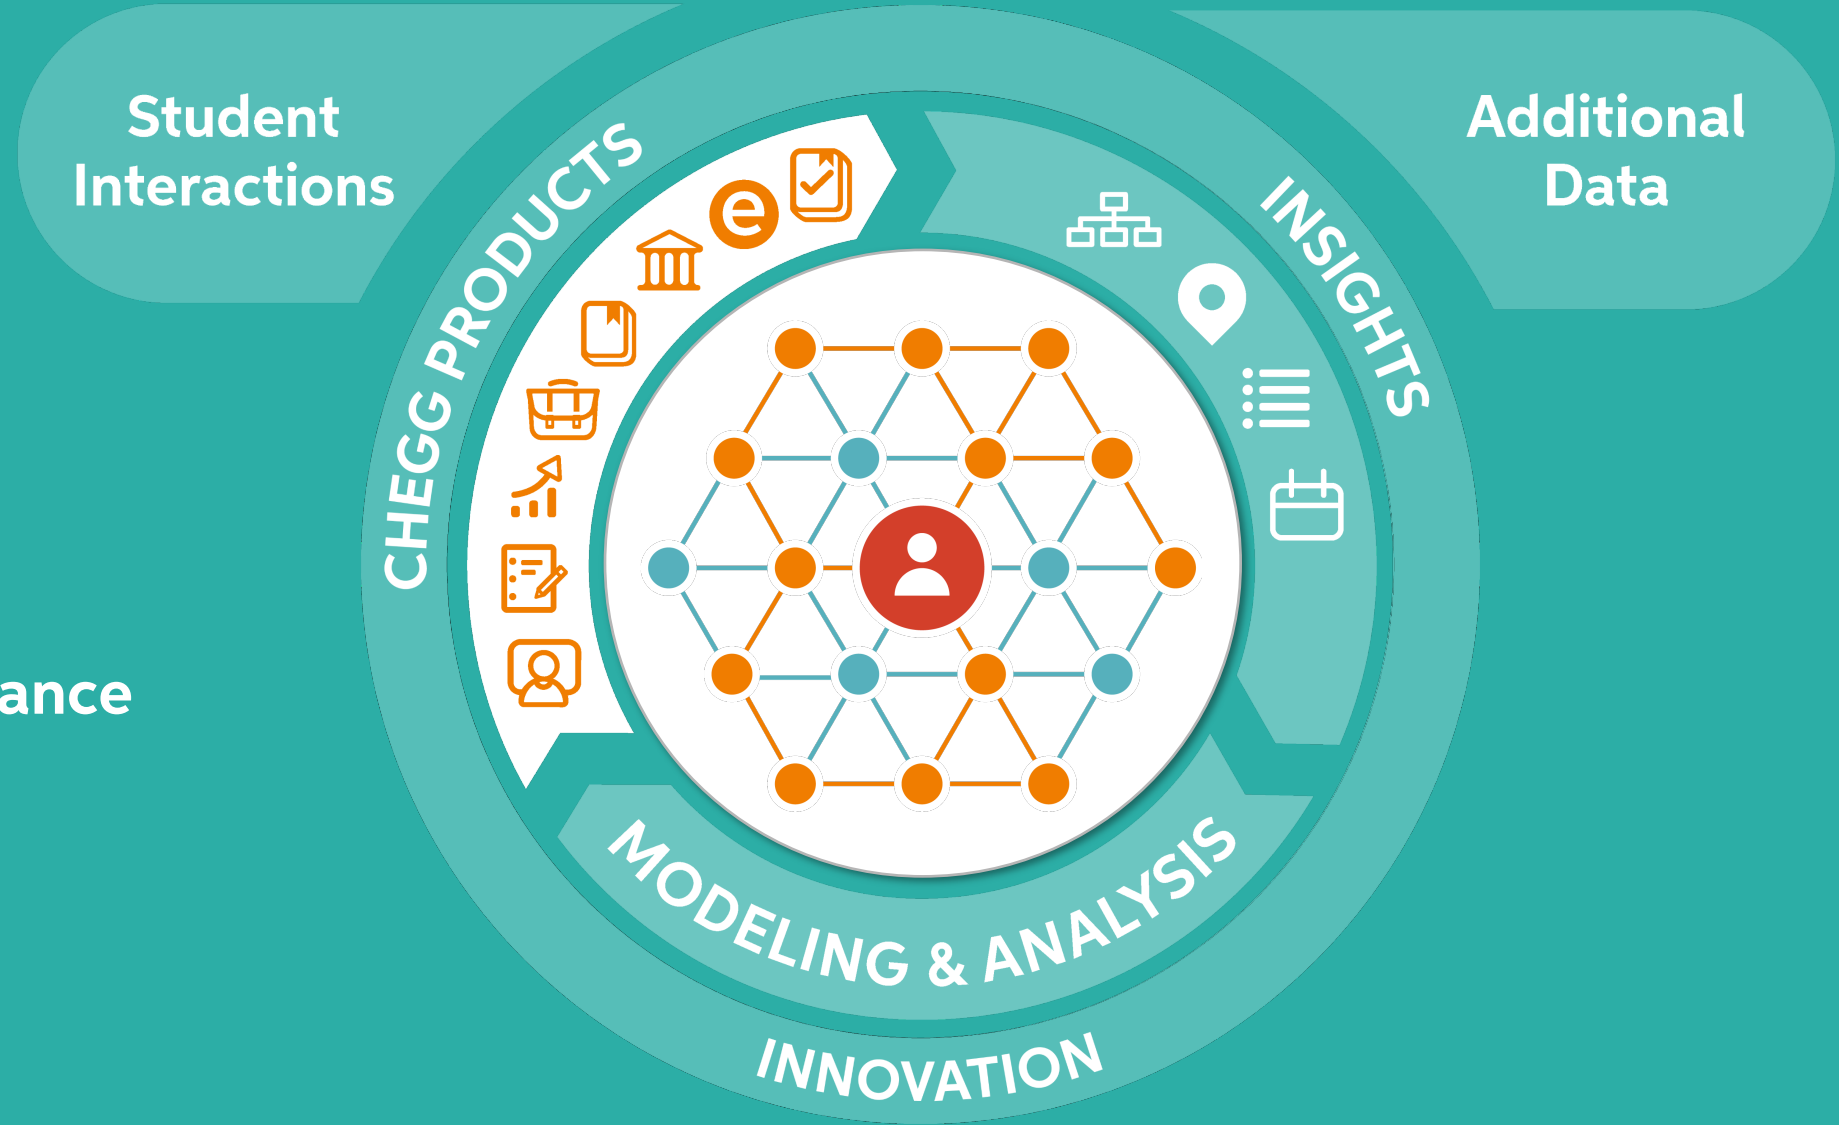 Student
Interactions
Additional
Data
CHEGG PRODUCTS
INSIGHTS
e
ance
MODELING & ANALYSIS
INNOVATION